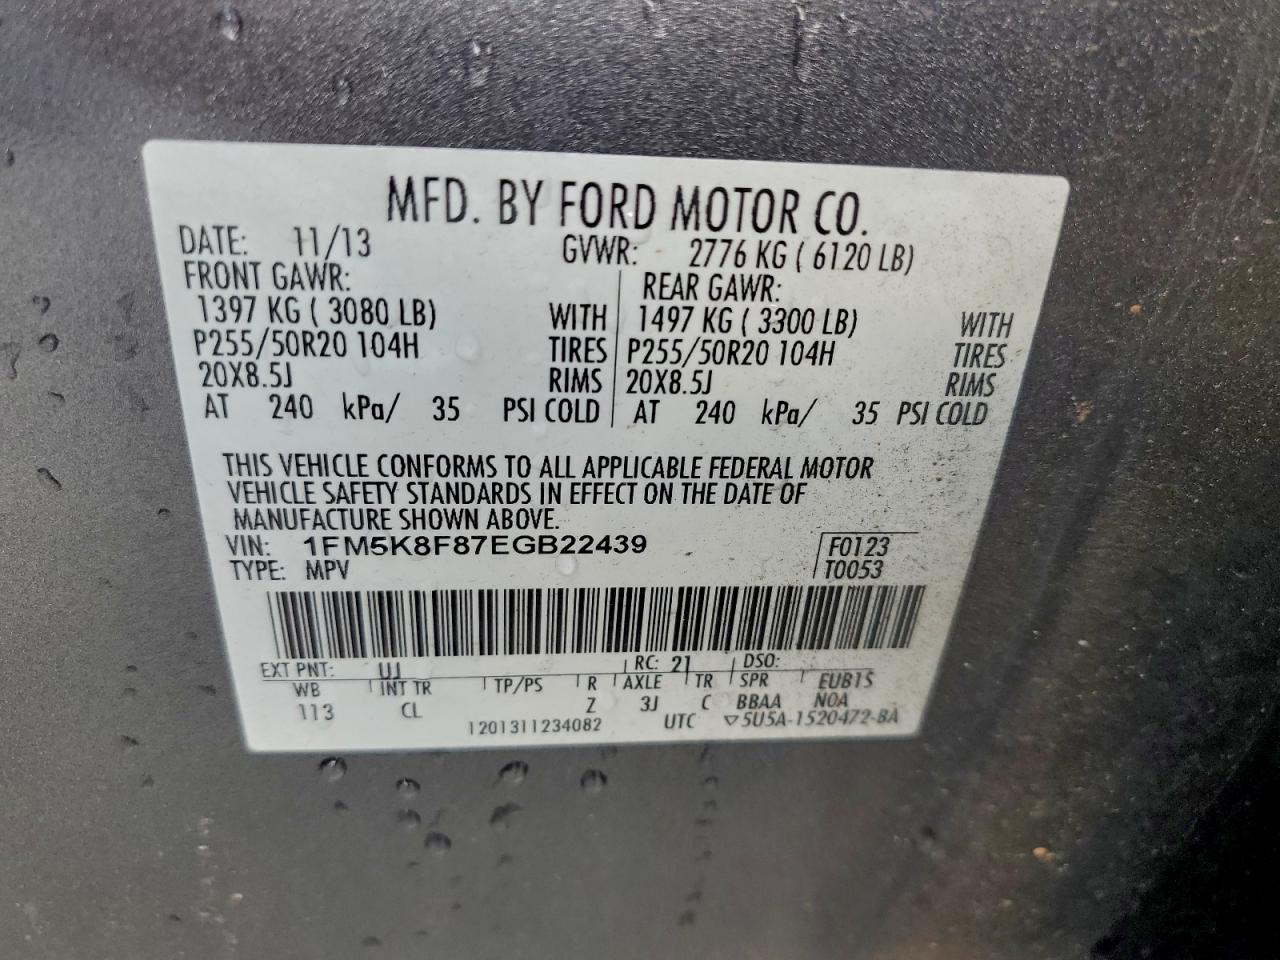 MFD. BY FORD MOTOR CO.
DATE: 11/13 GVWR: 2776 KG ( 6120 LB)
FRONT GAWR: REAR GAWR:
1397 KG ( 3080 LB) WITH 1497 KG ( 3300 LB) WITH
P255/50R20 104H TIRES P255/50R20 104H TIRES
20X8.5J RIMS 20X8.5J RIMS
AT 240 kPa/ 35 PSI COLD AT 240 kPa/ 35 PSI COLD
THIS VEHICLE CONFORMS TO ALL APPLICABLE FEDERAL MOTOR
VEHICLE SAFETY STANDARDS IN EFFECT ON THE DATE OF
MANUFACTURE SHOWN ABOVE.
VIN: 1FM5K8F87EGB22439 F0123
TYPE: MPV T0053
EXT PNT: UJ RC: 21 DSO:
WB INT TR TP/PS R AXLE TR SPR EUB1S
113 CL Z 3J C BBAA NOA
1201311234082 UTC ▽5U5A-1520472-BA